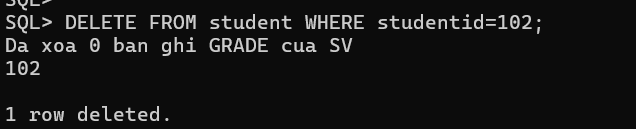 SQL>
SQL> DELETE FROM student WHERE studentid=102;
Da xoa 0 ban ghi GRADE cua SV
102
1 row deleted.